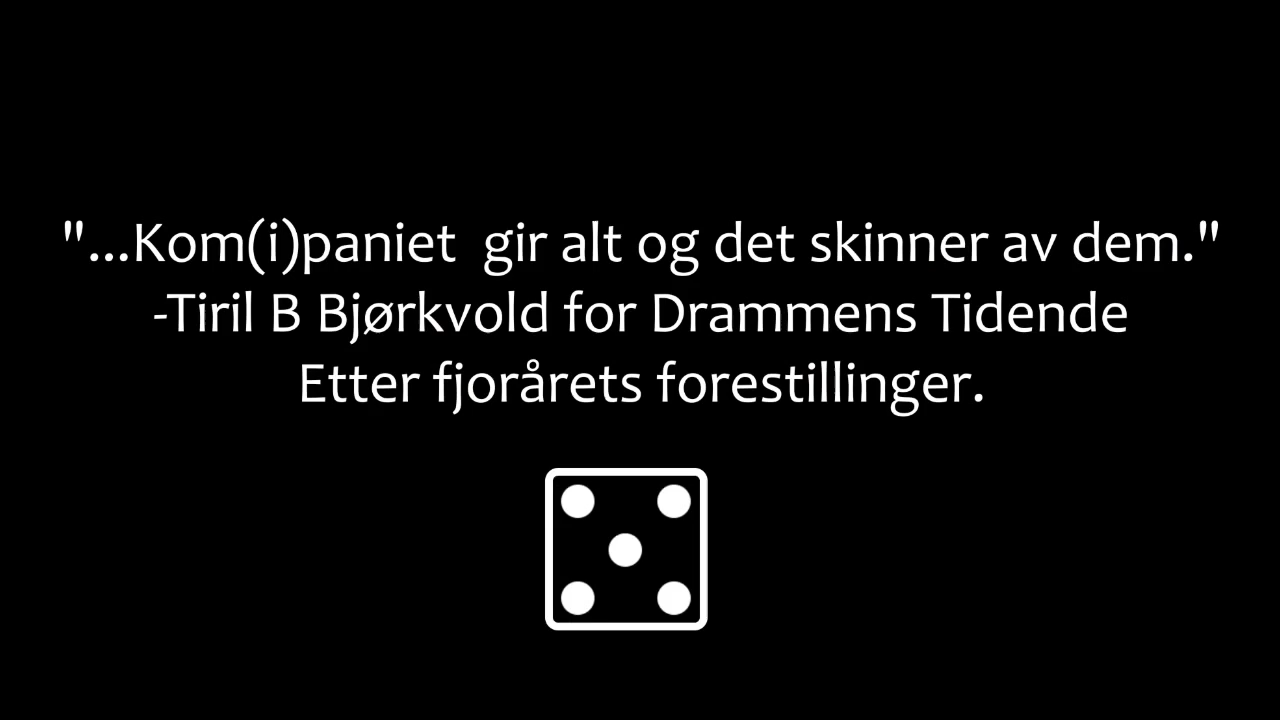 "...Kom(i)paniet  gir alt og det skinner av dem."
-Tiril B Bjørkvold for Drammens Tidende
Etter fjorårets forestillinger.